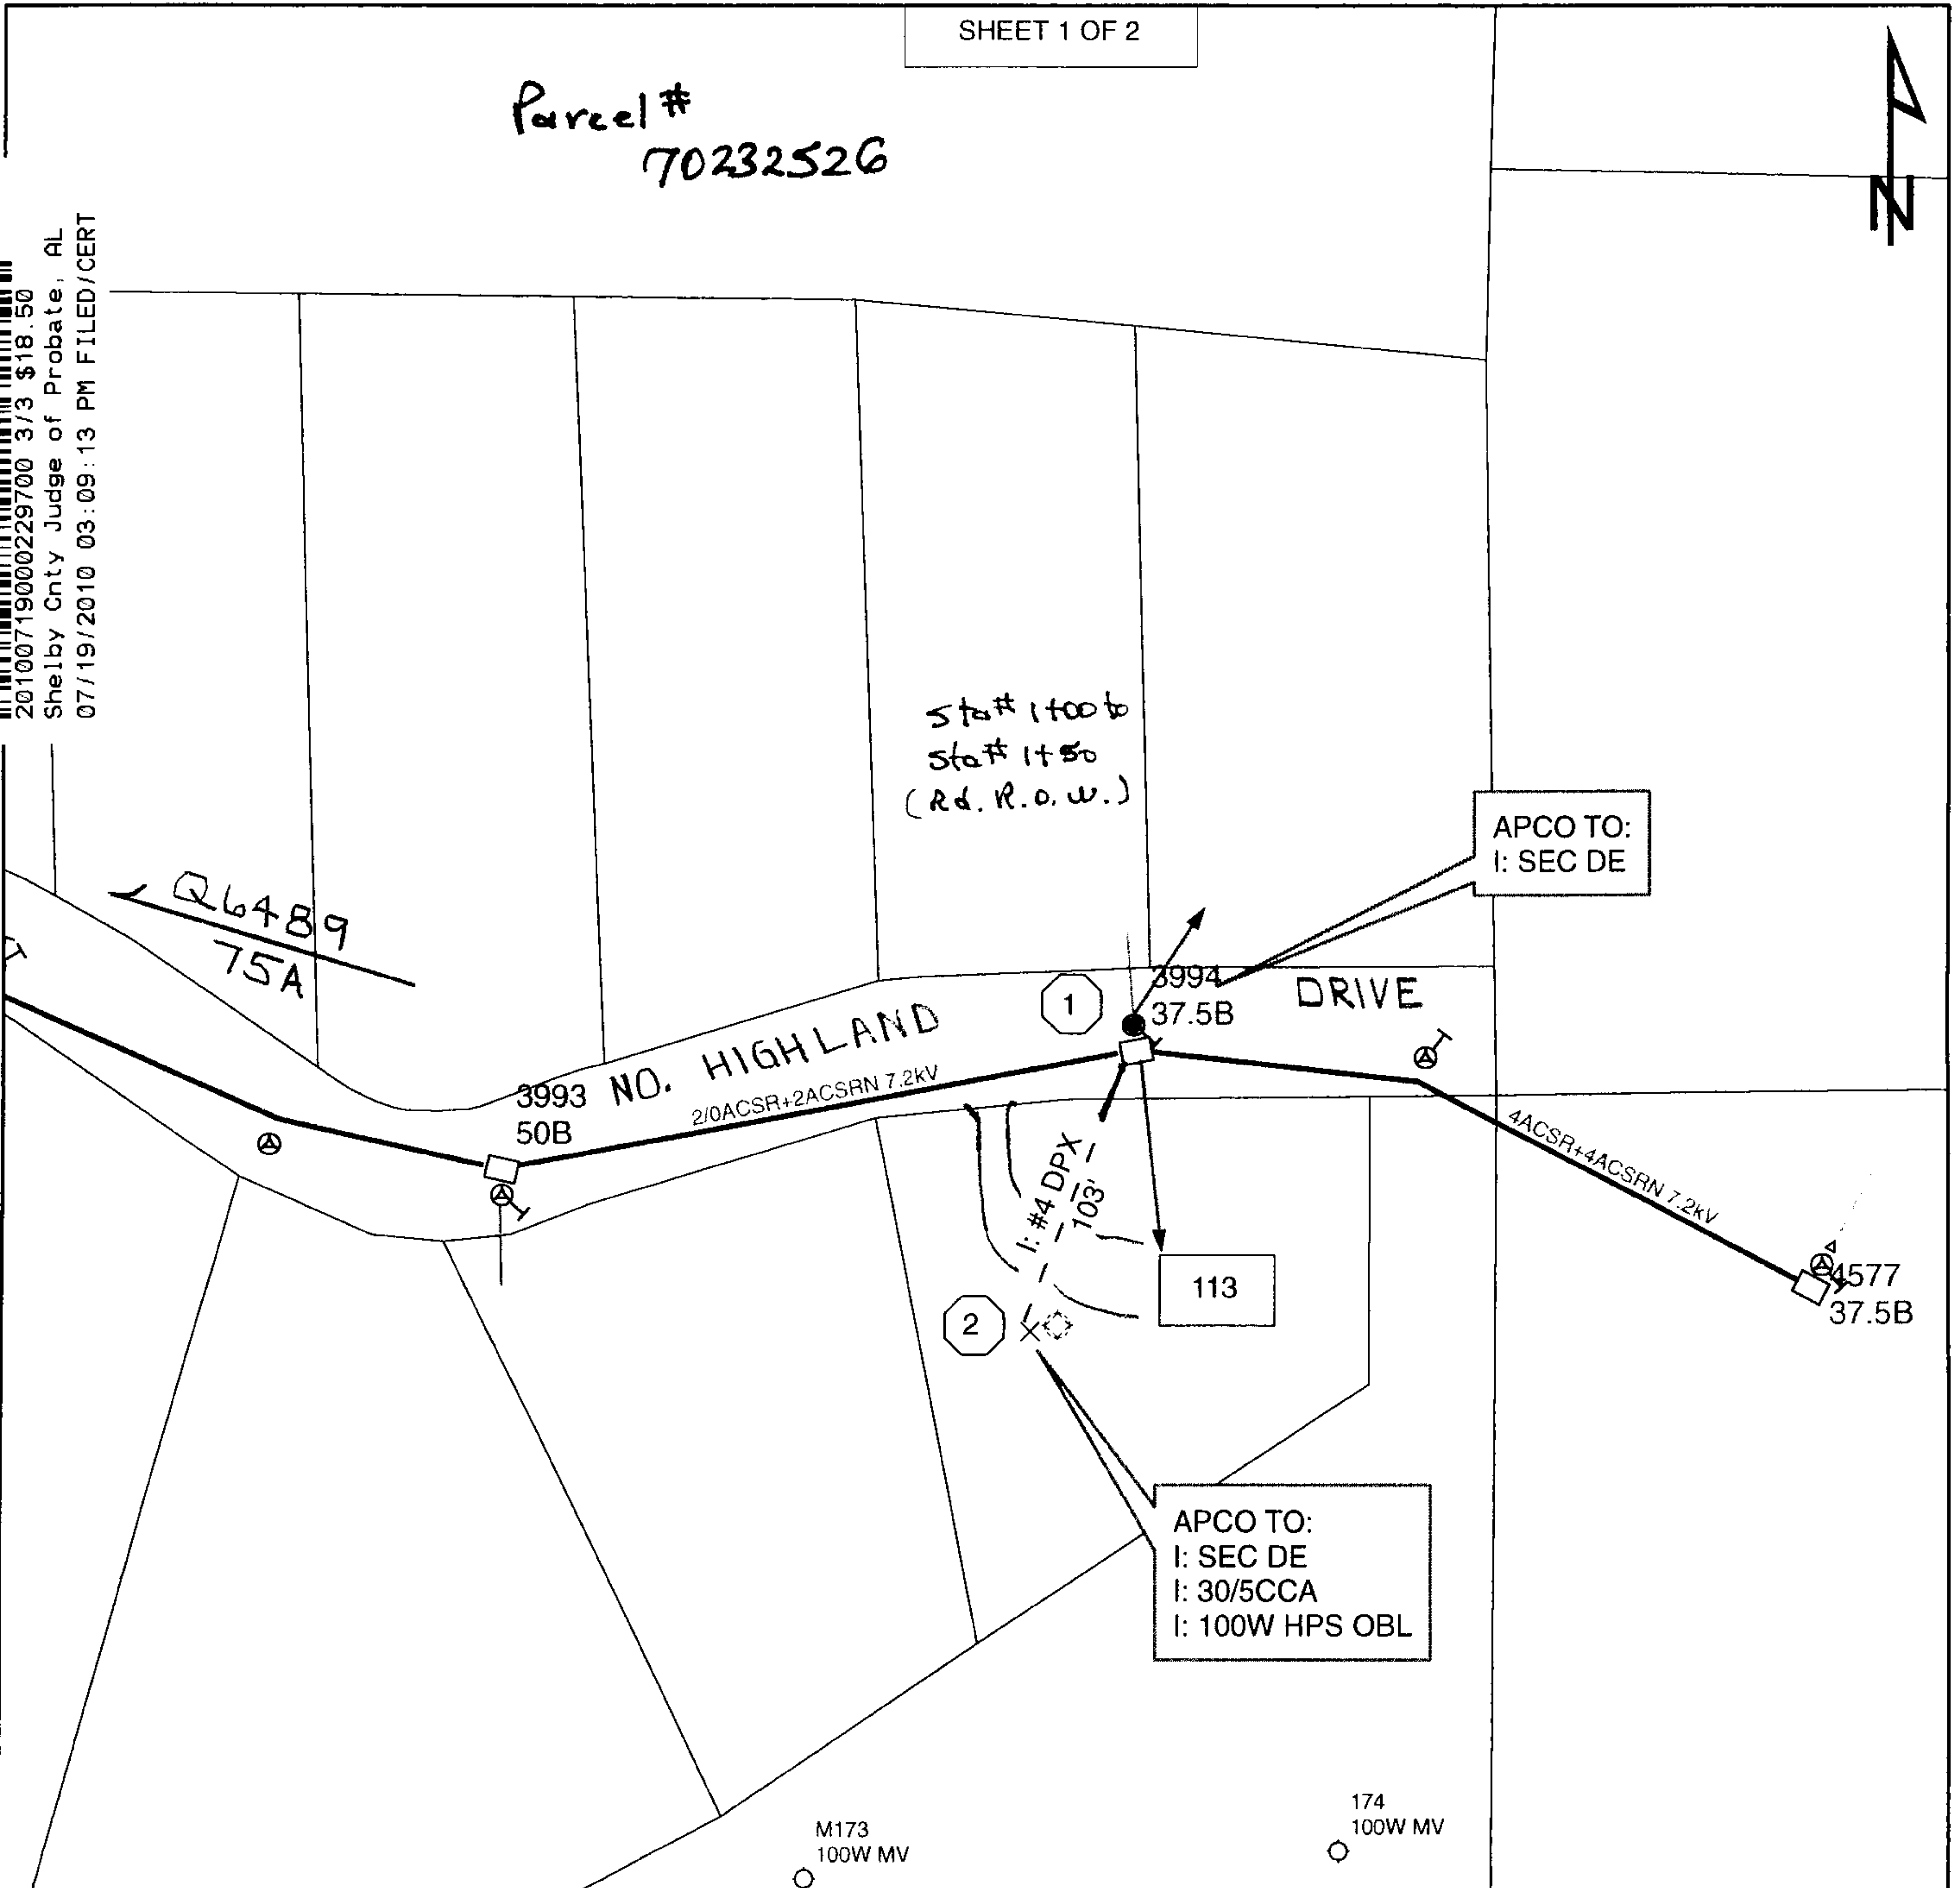 SHEET 1 OF 2
Parcel #
70232526
N
20100719000229700 3/3 $18.50
Shelby Cnty Judge of Probate, AL
07/19/2010 03:09:13 PM FILED/CERT
Sta# 1+00 to
Sta# 1+50
(Rd. R.O.W.)
APCO TO:
I: SEC DE
Q6489
75A
1
3994
37.5B
DRIVE
NO. HIGHLAND
3993
50B
2/0ACSR+2ACSRN 7.2kV
4ACSR+4ACSRN 7.2kV
I: #4 DPX
103'
113
4577
37.5B
2
APCO TO:
I: SEC DE
I: 30/5CCA
I: 100W HPS OBL
174
100W MV
M173
100W MV